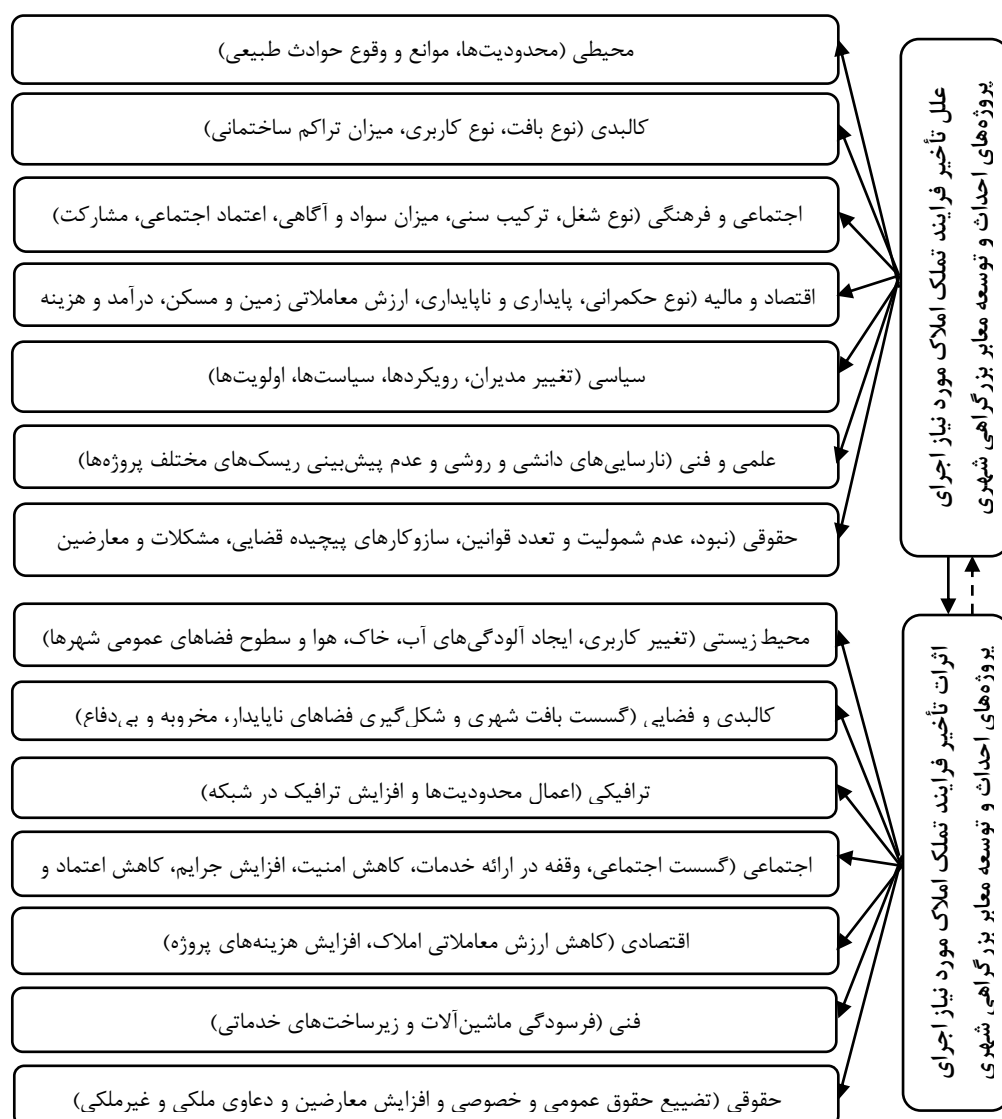 علل تأخیر فرایند تملک املاک مورد نیاز اجرای
پروژه‌های احداث و توسعه معابر بزرگراهی شهری
محیطی (محدودیت‌ها، موانع و وقوع حوادث طبیعی)
کالبدی (نوع بافت، نوع کاربری، میزان تراکم ساختمانی)
اجتماعی و فرهنگی (نوع شغل، ترکیب سنی، میزان سواد و آگاهی، اعتماد اجتماعی، مشارکت)
اقتصاد و مالیه (نوع حکمرانی، پایداری و ناپایداری، ارزش معاملاتی زمین و مسکن، درآمد و هزینه
سیاسی (تغییر مدیران، رویکردها، سیاست‌ها، اولویت‌ها)
علمی و فنی (نارسایی‌های دانشی و روشی و عدم پیش‌بینی ریسک‌های مختلف پروژه‌ها)
حقوقی (نبود، عدم شمولیت و تعدد قوانین، سازوکارهای پیچیده قضایی، مشکلات و معارضین
اثرات تأخیر فرایند تملک املاک مورد نیاز اجرای
پروژه‌های احداث و توسعه معابر بزرگراهی شهری
محیط زیستی (تغییر کاربری، ایجاد آلودگی‌های آب، خاک، هوا و سطوح فضاهای عمومی شهرها)
کالبدی و فضایی (گسست بافت شهری و شکل‌گیری فضاهای ناپایدار، مخروبه و بی‌دفاع)
ترافیکی (اعمال محدودیت‌ها و افزایش ترافیک در شبکه)
اجتماعی (گسست اجتماعی، وقفه در ارائه خدمات، کاهش امنیت، افزایش جرایم، کاهش اعتماد و
اقتصادی (کاهش ارزش معاملاتی املاک، افزایش هزینه‌های پروژه)
فنی (فرسودگی ماشین‌آلات و زیرساخت‌های خدماتی)
حقوقی (تضییع حقوق عمومی و خصوصی و افزایش معارضین و دعاوی ملکی و غیرملکی)